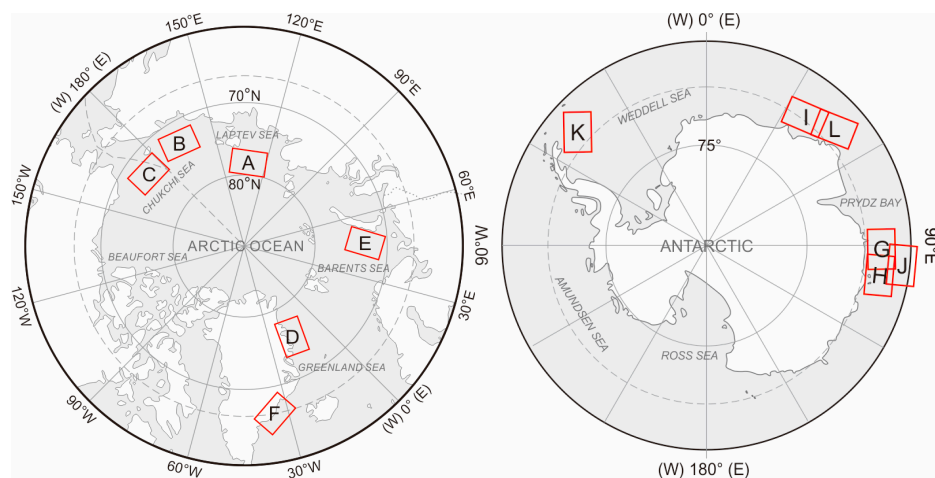 150°E
120°E
90°E
60°E
30°E
(W) 0° (E)
30°W
60°W
90°W
120°W
150°W
(W) 180° (E)
70°N
LAPTEV SEA
B
A
C
80°N
CHUKCHI SEA
E
ARCTIC OCEAN
BEAUFORT SEA
BARENTS SEA
D
GREENLAND SEA
F
(W) 0° (E)
WEDDELL SEA
K
I
L
75°
PRYDZ BAY
90°W
ANTARCTIC
G
90°E
H
J
AMUNDSEN SEA
ROSS SEA
(W) 180° (E)